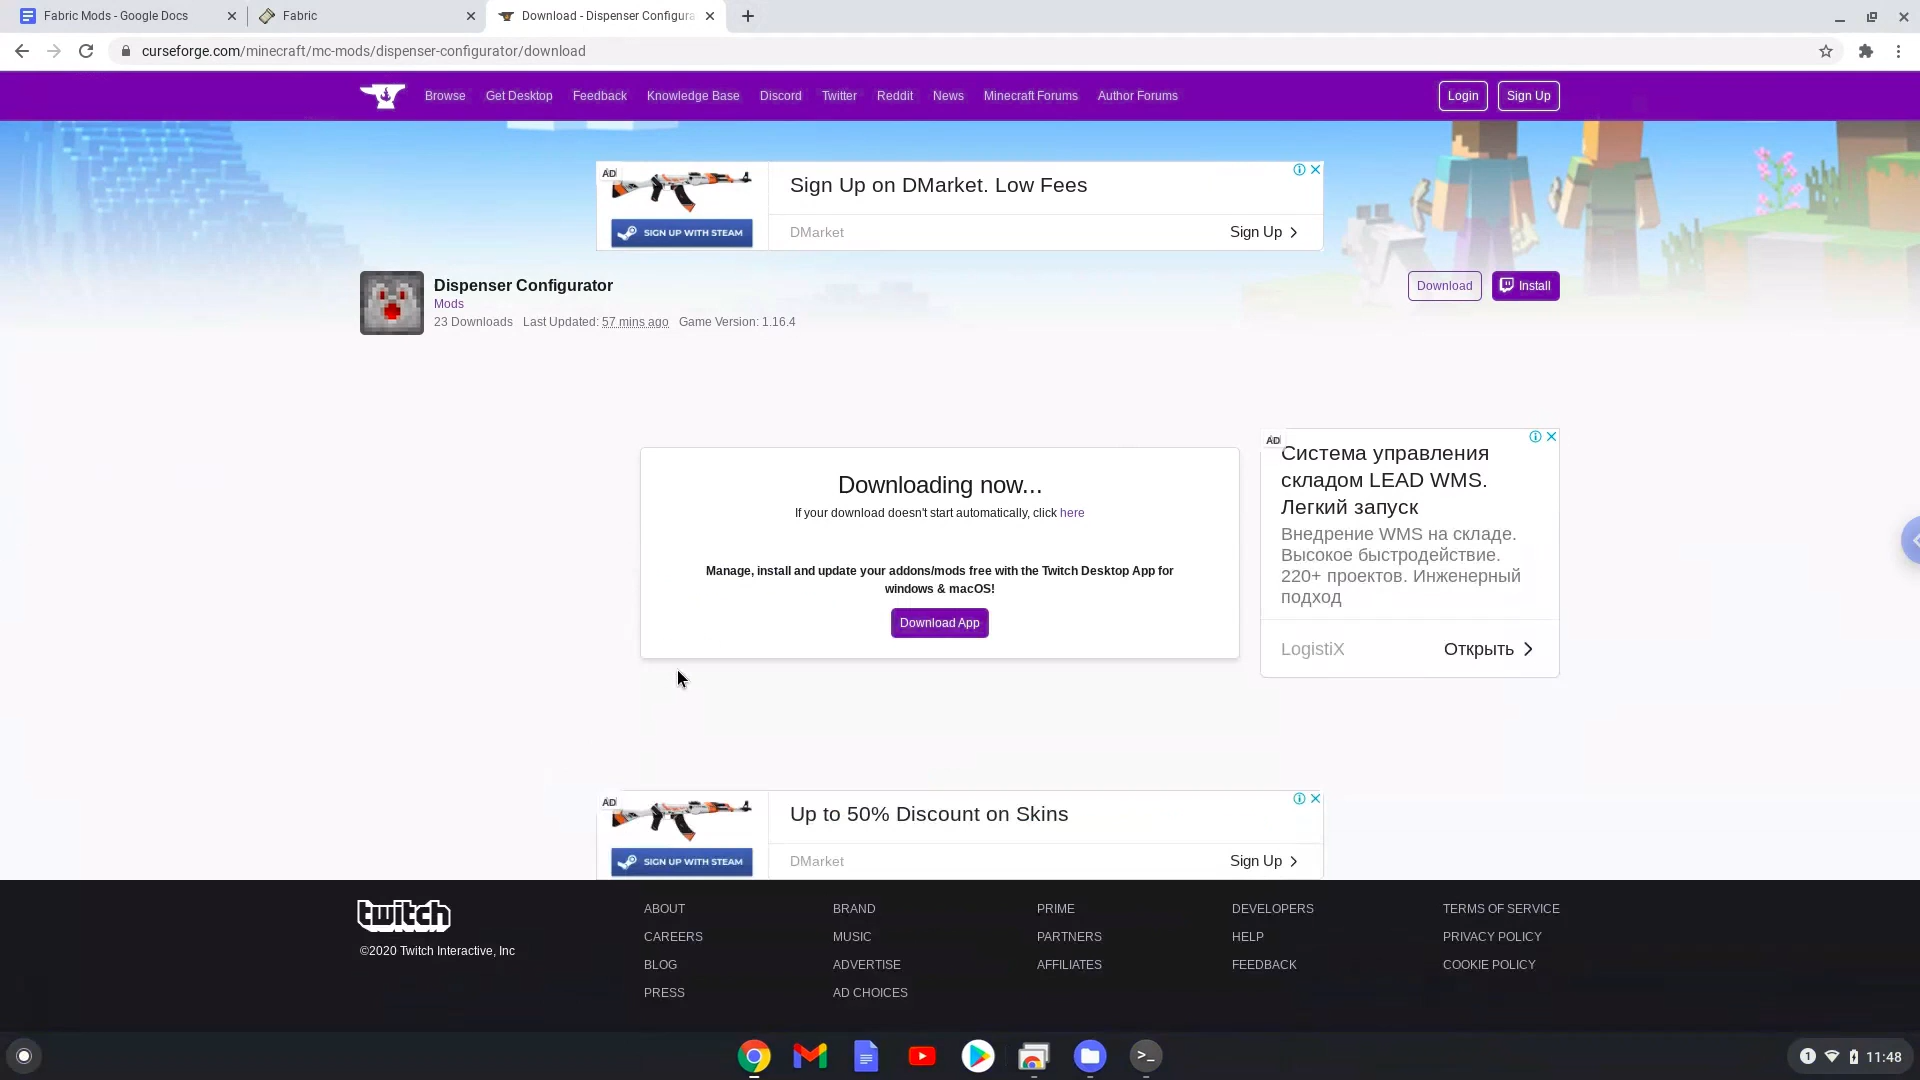 Fabric Mods - Google Docs
Fabric
Download - Dispenser Configura
curseforge.com/minecraft/mc-mods/dispenser-configurator/download
Browse
Get Desktop
Feedback
Knowledge Base
Discord
Twitter
Reddit
News
Minecraft Forums
Author Forums
Login
Sign Up
AD
SIGN UP WITH STEAM
Sign Up on DMarket. Low Fees
DMarket
Sign Up
Dispenser Configurator
Mods
23 Downloads Last Updated: 57 mins ago Game Version: 1.16.4
Download
Install
Downloading now...
If your download doesn't start automatically, click here
Manage, install and update your addons/mods free with the Twitch Desktop App for
windows & macOS!
Download App
AD
Система управления
складом LEAD WMS.
Легкий запуск
Внедрение WMS на складе.
Высокое быстродействие.
220+ проектов. Инженерный
подход
LogistiX
Открыть
AD
SIGN UP WITH STEAM
Up to 50% Discount on Skins
DMarket
Sign Up
twitch
©2020 Twitch Interactive, Inc
ABOUT
CAREERS
BLOG
PRESS
BRAND
MUSIC
ADVERTISE
AD CHOICES
PRIME
PARTNERS
AFFILIATES
DEVELOPERS
HELP
FEEDBACK
TERMS OF SERVICE
PRIVACY POLICY
COOKIE POLICY
>_
1
11:48